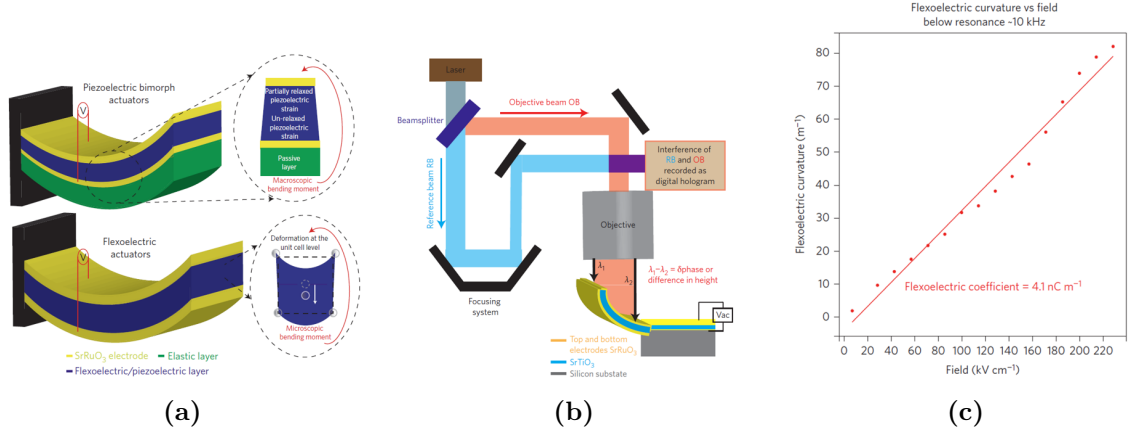 Piezoelectric bimorph
actuators
V
Partially relaxed
piezoelectric
strain
Un-relaxed
piezoelectric
strain
Passive
layer
Macroscopic
bending moment
Flexoelectric
actuators
V
Deformation at the
unit cell level
Microscopic
bending moment
SrRuO3 electrode
Elastic layer
Flexoelectric/piezoelectric layer
(a)
Laser
Objective beam OB
Beamsplitter
Reference beam RB
Interference of
RB and OB
recorded as
digital hologram
Objective
λ1
λ2
λ1−λ2 = δphase or
difference in height
Focusing
system
Vac
Top and bottom
electrodes SrRuO3
SrTiO3
Silicon substate
(b)
Flexoelectric curvature vs field
below resonance ~10 kHz
Flexoelectric curvature (m−1)
80
70
60
50
40
30
20
10
0
Flexoelectric coefficient = 4.1 nC m−1
0 20 40 60 80 100 120 140 160 180 200 220
Field (kV cm−1)
(c)